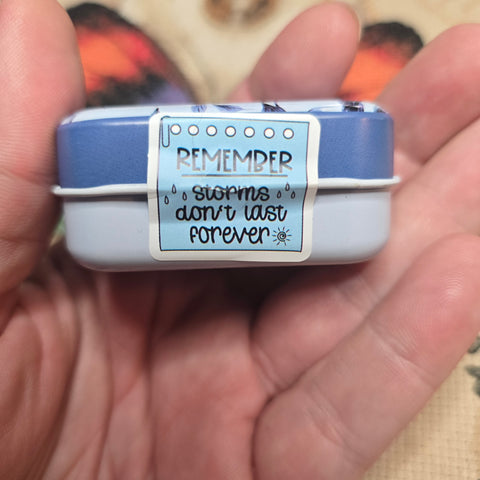 REMEMBER
storms
don't last
forever